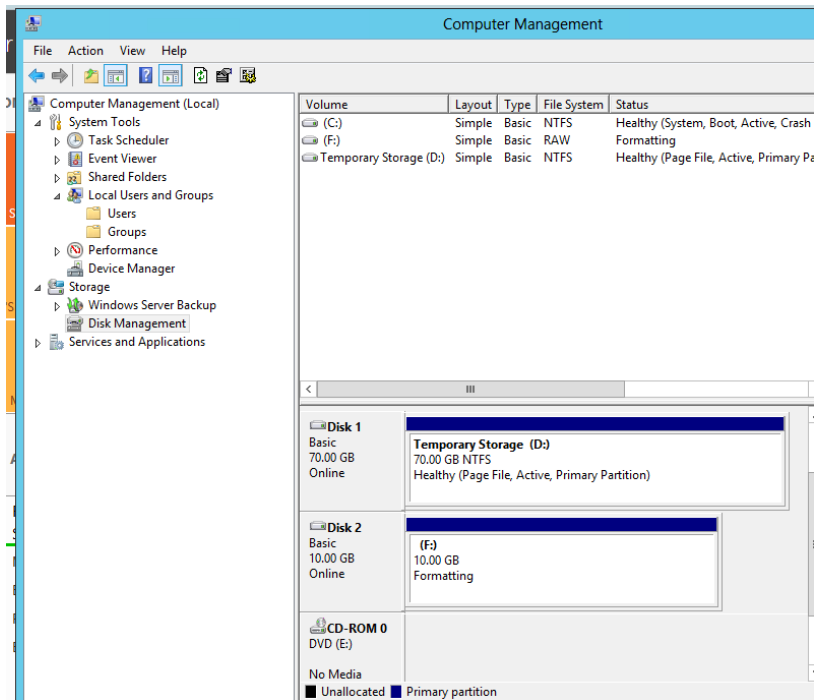 Computer Management
File Action View Help
Computer Management (Local)
System Tools
Task Scheduler
Event Viewer
Shared Folders
Local Users and Groups
Users
Groups
Performance
Device Manager
Storage
Windows Server Backup
Disk Management
Services and Applications
Volume Layout Type File System Status
(C:) Simple Basic NTFS Healthy (System, Boot, Active, Crash
(F:) Simple Basic RAW Formatting
Temporary Storage (D:) Simple Basic NTFS Healthy (Page File, Active, Primary Pa
Disk 1
Basic
70.00 GB
Online
Temporary Storage (D:)
70.00 GB NTFS
Healthy (Page File, Active, Primary Partition)
Disk 2
Basic
10.00 GB
Online
(F:)
10.00 GB
Formatting
CD-ROM 0
DVD (E:)
No Media
Unallocated Primary partition